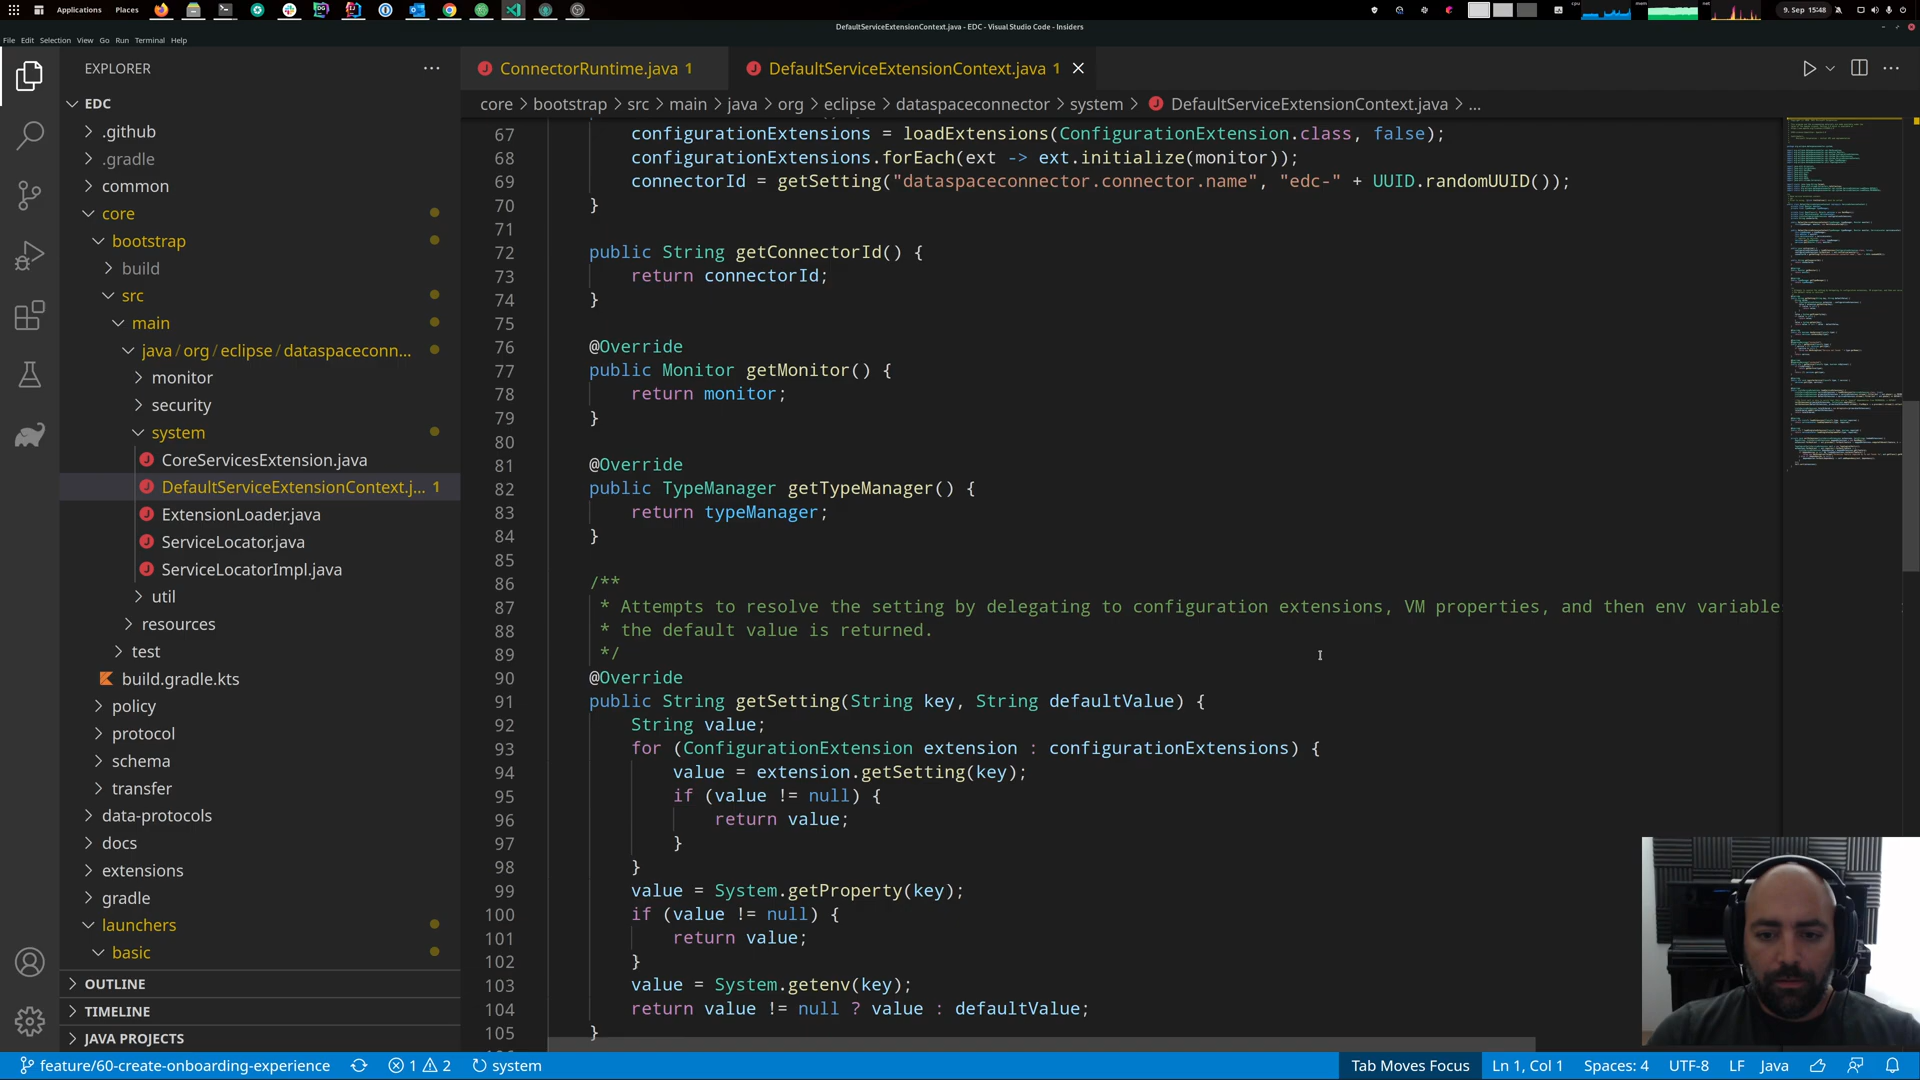 Applications Places
9. Sep 15:48
DefaultServiceExtensionContext.java - EDC - Visual Studio Code - Insiders
File Edit Selection View Go Run Terminal Help
EXPLORER
ConnectorRuntime.java 1
DefaultServiceExtensionContext.java 1
core > bootstrap > src > main > java > org > eclipse > dataspaceconnector > system > DefaultServiceExtensionContext.java > ...
EDC
.github
.gradle
common
core
bootstrap
build
src
main
java / org / eclipse / dataspaceconn...
monitor
security
system
CoreServicesExtension.java
DefaultServiceExtensionContext.j... 1
ExtensionLoader.java
ServiceLocator.java
ServiceLocatorImpl.java
util
resources
test
build.gradle.kts
policy
protocol
schema
transfer
data-protocols
docs
extensions
gradle
launchers
basic
OUTLINE
TIMELINE
JAVA PROJECTS
67 configurationExtensions = loadExtensions(ConfigurationExtension.class, false);
68 configurationExtensions.forEach(ext -> ext.initialize(monitor));
69 connectorId = getSetting("dataspaceconnector.connector.name", "edc-" + UUID.randomUUID());
70 }
71
72 public String getConnectorId() {
73 return connectorId;
74 }
75
76 @Override
77 public Monitor getMonitor() {
78 return monitor;
79 }
80
81 @Override
82 public TypeManager getTypeManager() {
83 return typeManager;
84 }
85
86 /**
87 * Attempts to resolve the setting by delegating to configuration extensions, VM properties, and then env variable
88 * the default value is returned.
89 */
90 @Override
91 public String getSetting(String key, String defaultValue) {
92 String value;
93 for (ConfigurationExtension extension : configurationExtensions) {
94 value = extension.getSetting(key);
95 if (value != null) {
96 return value;
97 }
98 }
99 value = System.getProperty(key);
100 if (value != null) {
101 return value;
102 }
103 value = System.getenv(key);
104 return value != null ? value : defaultValue;
105 }
feature/60-create-onboarding-experience 1 2 system Tab Moves Focus Ln 1, Col 1 Spaces: 4 UTF-8 LF Java